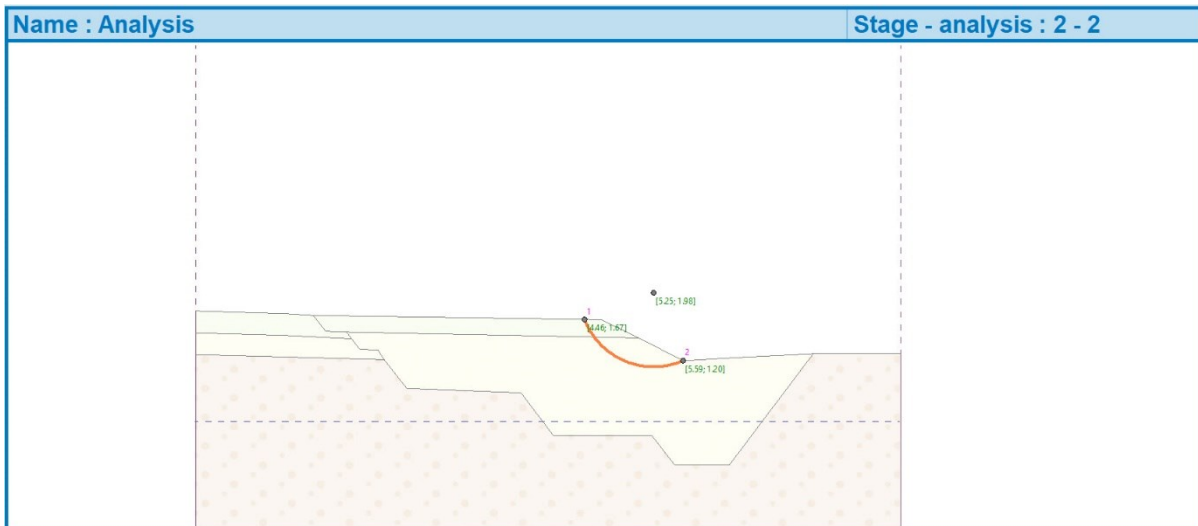 Name : Analysis
Stage - analysis : 2 - 2
[5.25; 1.98]
1
[4.46; 1.67]
2
[5.59; 1.20]